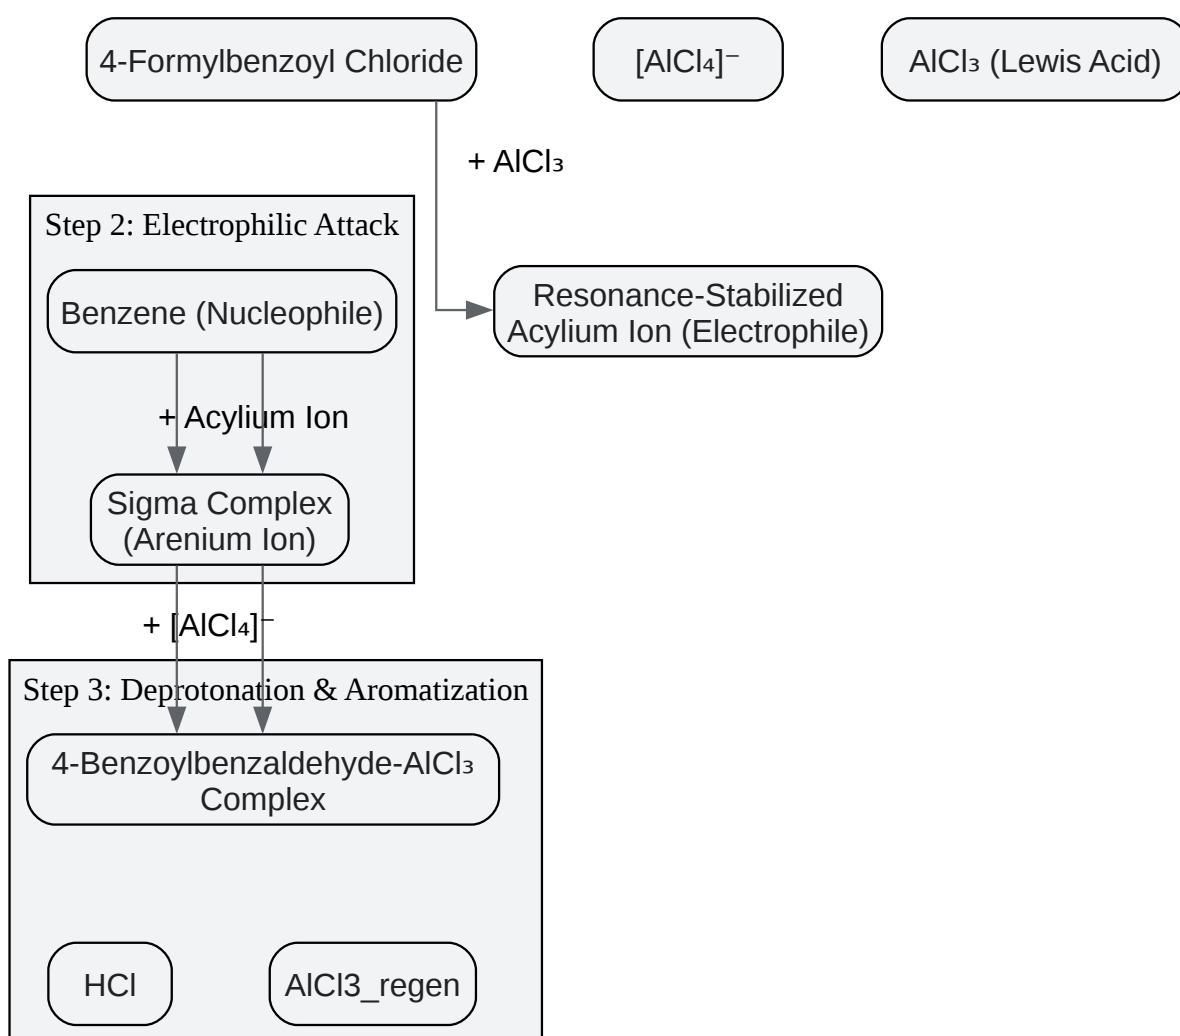 4-Formylbenzoyl Chloride
[AlCl₄]⁻
AlCl₃ (Lewis Acid)
+ AlCl₃
Step 2: Electrophilic Attack
Benzene (Nucleophile)
Resonance-Stabilized
Acylium Ion (Electrophile)
+ Acylium Ion
Sigma Complex
(Arenium Ion)
+ [AlCl₄]⁻
Step 3: Deprotonation & Aromatization
4-Benzoylbenzaldehyde-AlCl₃
Complex
HCl
AlCl3_regen